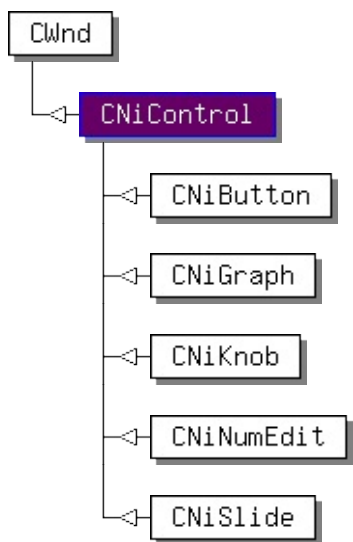 CWnd
CNiControl
CNiButton
CNiGraph
CNiKnob
CNiNumEdit
CNiSlide